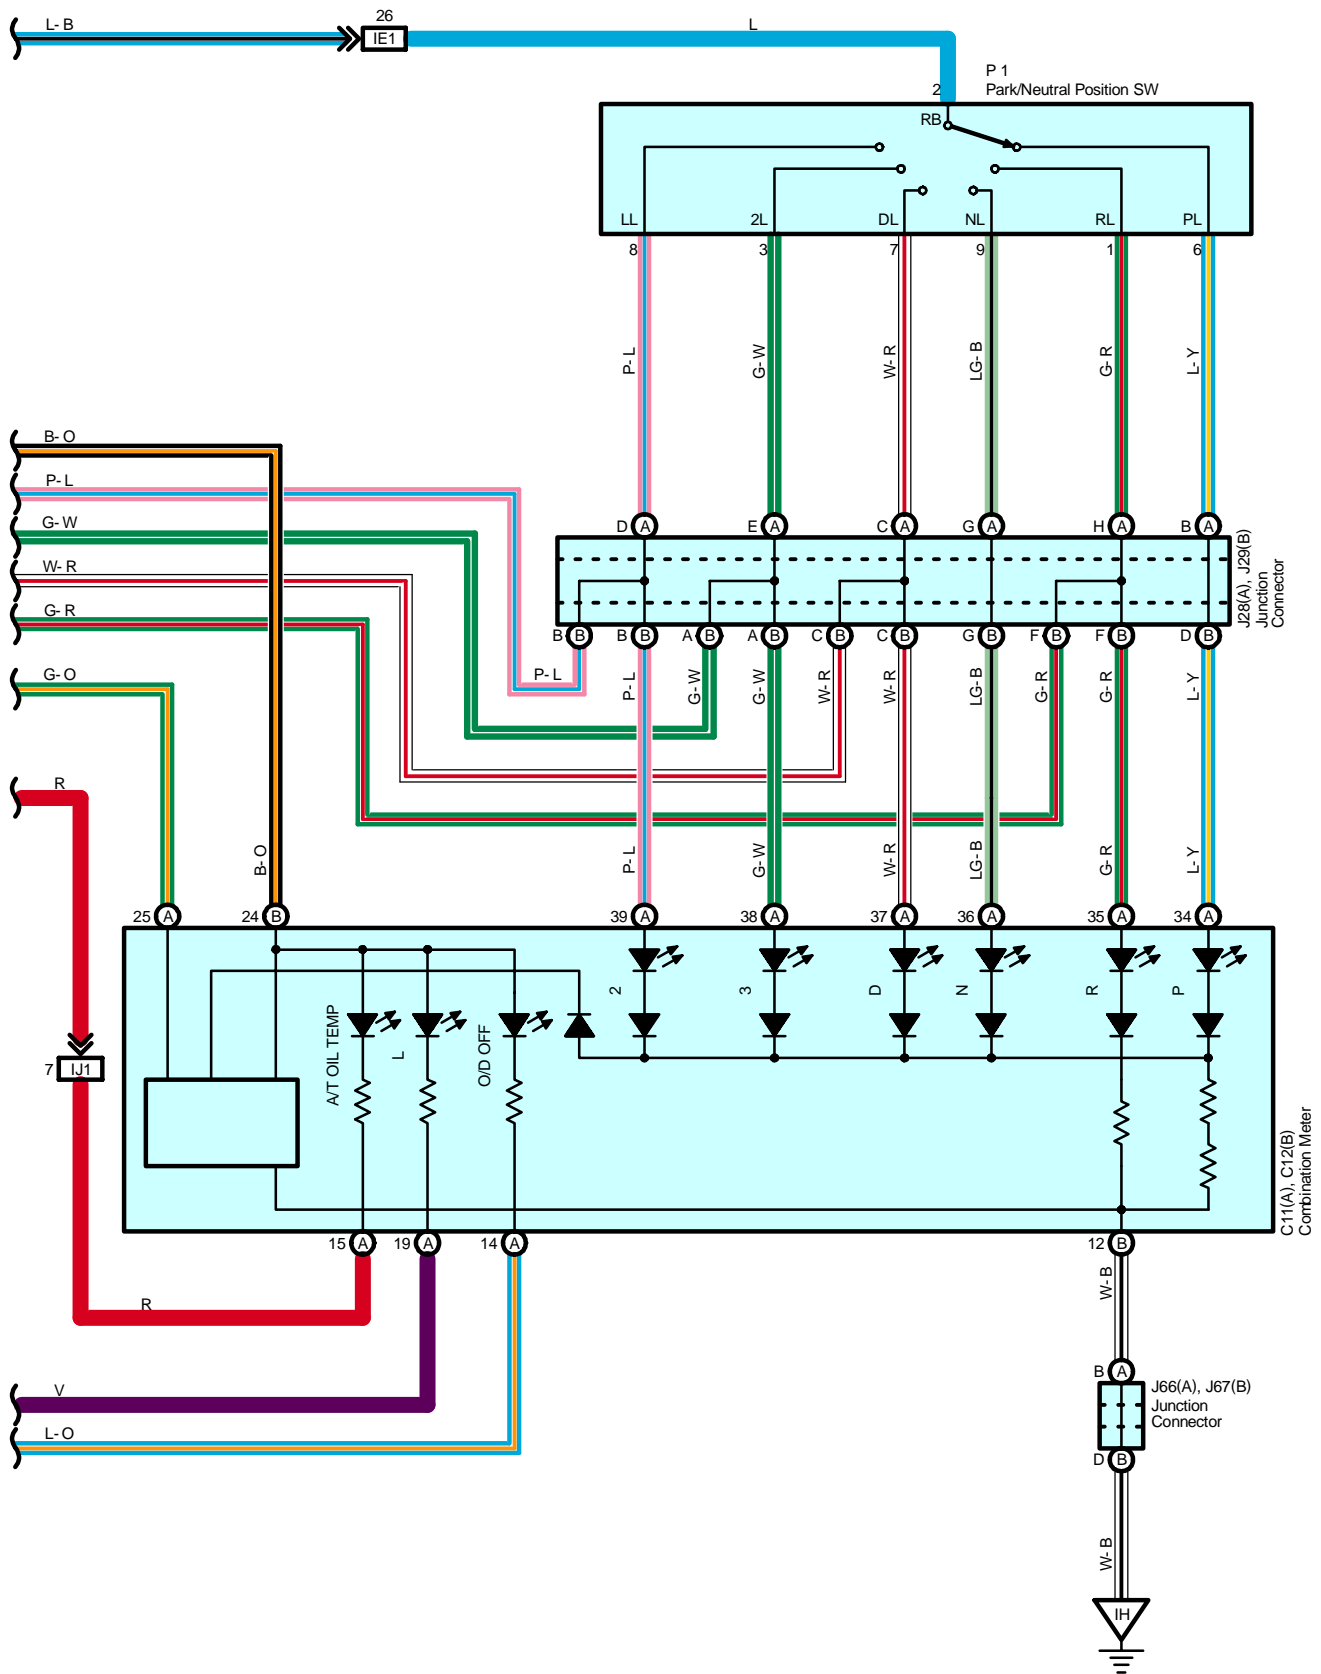 L-B
26
IE1
L
P 1
Park/Neutral Position SW
2
RB
LL 2L DL NL RL PL
8 3 7 9 1 6
P-L G-W W-R LG-B G-R L-Y
B-O
P-L
G-W
W-R
G-R
G-O
R
D A E A C A G A H A B A
J28(A), J29(B)
Junction
Connector
B B B B A B A B C B C B G B F B F B D B
P-L P-L G-W G-W W-R W-R LG-B G-R G-R L-Y
B-O P-L G-W W-R LG-B G-R L-Y
25 A 24 B 39 A 38 A 37 A 36 A 35 A 34 A
2 3 D N R P
A/T OIL TEMP L O/D OFF
7 IJ1
C11(A), C12(B)
Combination Meter
15 A 19 A 14 A 12 B
R
W-B
V
L-O
B A
J66(A), J67(B)
Junction
Connector
D B
W-B
IH